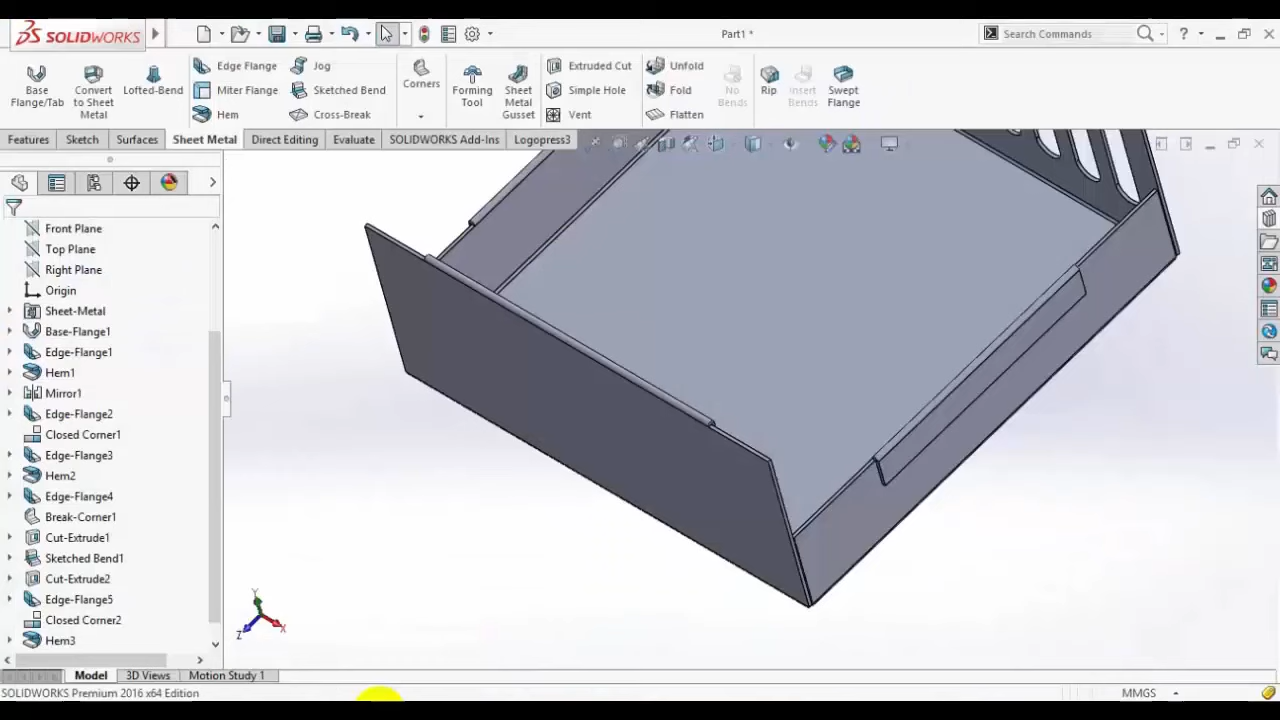 SOLIDWORKS
Part1 *
Search Commands
?
Base Flange/Tab
Convert to Sheet Metal
Lofted-Bend
Edge Flange
Miter Flange
Hem
Jog
Sketched Bend
Cross-Break
Corners
Forming Tool
Sheet Metal Gusset
Extruded Cut
Simple Hole
Vent
Unfold
Fold
Flatten
No Bends
Rip
Insert Bends
Swept Flange
Features
Sketch
Surfaces
Sheet Metal
Direct Editing
Evaluate
SOLIDWORKS Add-Ins
Logopress3
Front Plane
Top Plane
Right Plane
Origin
Sheet-Metal
Base-Flange1
Edge-Flange1
Hem1
Mirror1
Edge-Flange2
Closed Corner1
Edge-Flange3
Hem2
Edge-Flange4
Break-Corner1
Cut-Extrude1
Sketched Bend1
Cut-Extrude2
Edge-Flange5
Closed Corner2
Hem3
Y
Z
X
Model
3D Views
Motion Study 1
SOLIDWORKS Premium 2016 x64 Edition
MMGS